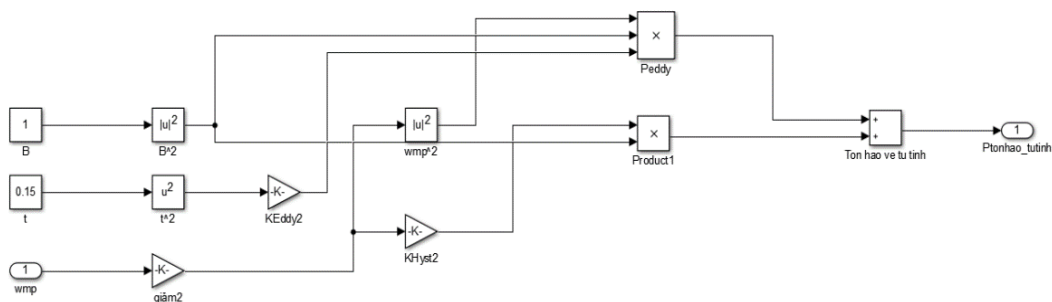 ×
Peddy
1
B
|u|²
B^2
|u|²
wmp^2
×
Product1
+
+
Ton hao ve tu tinh
1
Ptonhao_tutinh
0.15
t
u²
t^2
-K-
KEddy2
-K-
KHyst2
1
wmp
-K-
giảm2